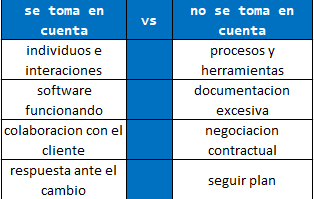 se toma en
cuenta
vs
no se toma en
cuenta
individuos e
interaciones
procesos y
herramientas
software
funcionando
documentacion
excesiva
colaboracion con el
cliente
negociacion
contractual
respuesta ante el
cambio
seguir plan